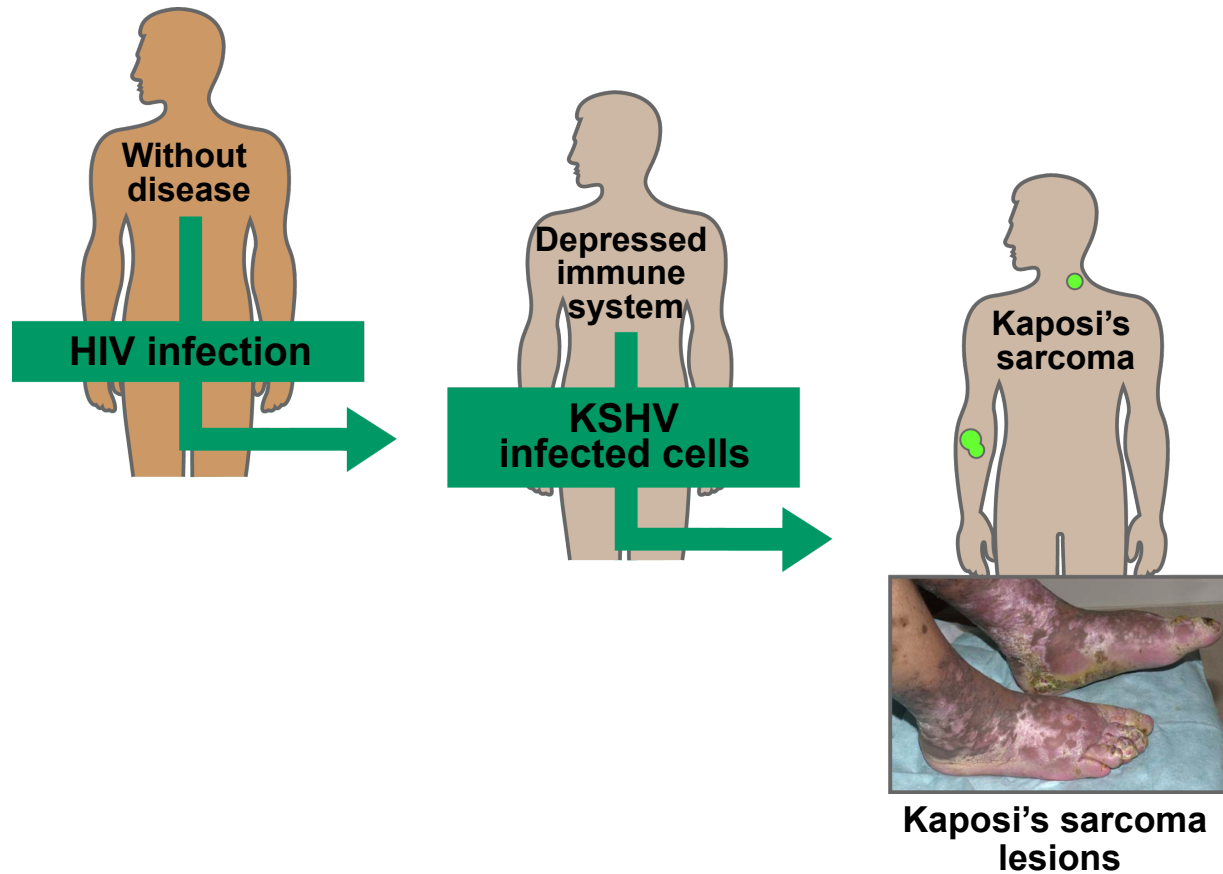 Without
disease
HIV infection
Depressed
immune
system
KSHV
infected cells
Kaposi’s
sarcoma
Kaposi’s sarcoma
lesions